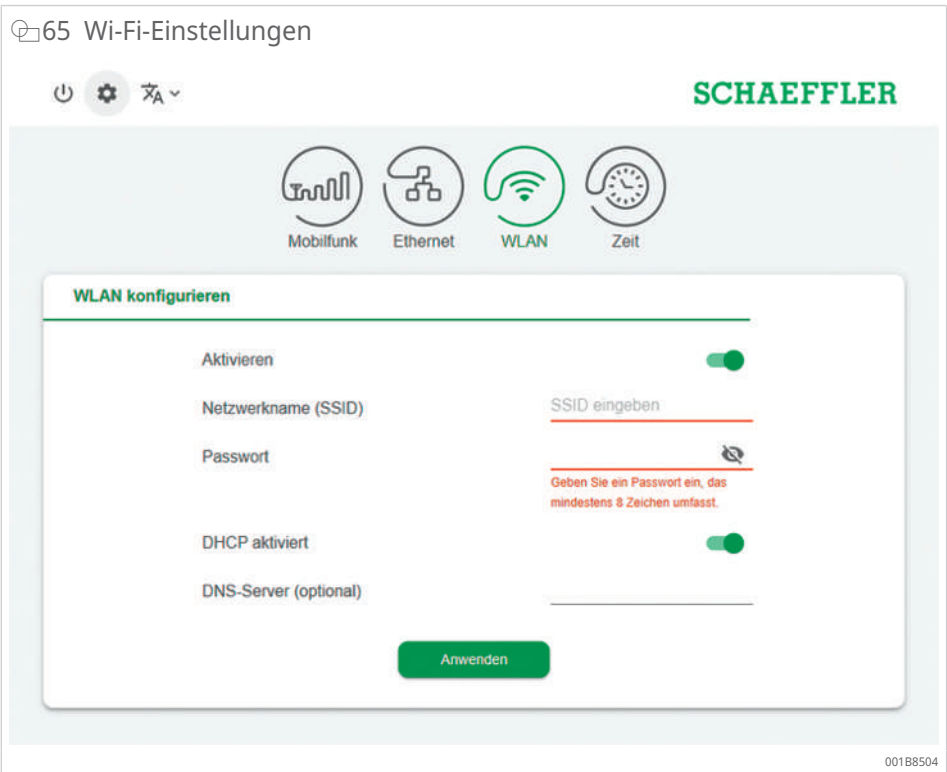 65 Wi-Fi-Einstellungen
SCHAEFFLER
Mobilfunk Ethernet WLAN Zeit
WLAN konfigurieren
Aktivieren
Netzwerkname (SSID) SSID eingeben
Passwort
Geben Sie ein Passwort ein, das
mindestens 8 Zeichen umfasst.
DHCP aktiviert
DNS-Server (optional)
Anwenden
001B8504